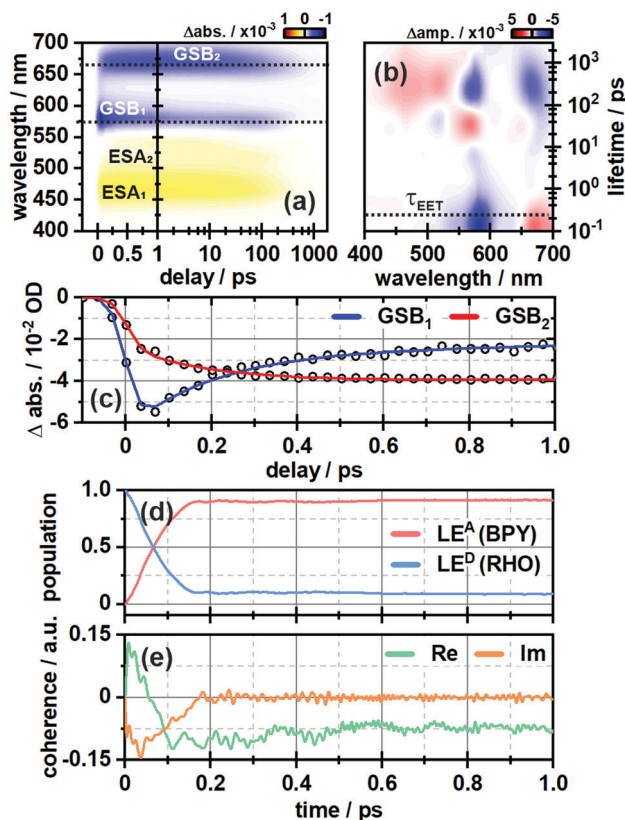 Δabs. / x10⁻³ 1 0 -1
Δamp. / x10⁻³ 5 0 -5
wavelength / nm
700
650
600
550
500
450
400
GSB₂
GSB₁
ESA₂
ESA₁
(a)
0 0.5 1 10 100 1000
delay / ps
(b)
τEET
10³
10²
10¹
10⁰
10⁻¹
lifetime / ps
400 500 600 700
wavelength / nm
Δ abs. / 10⁻² OD
0
-2
-4
-6
GSB₁ GSB₂
(c)
0 0.2 0.4 0.6 0.8 1.0
delay / ps
population
1.0
0.5
0
(d)
LEᴬ (BPY)
LEᴰ (RHO)
coherence / a.u.
0.15
0
-0.15
(e)
Re Im
0 0.2 0.4 0.6 0.8 1.0
time / ps